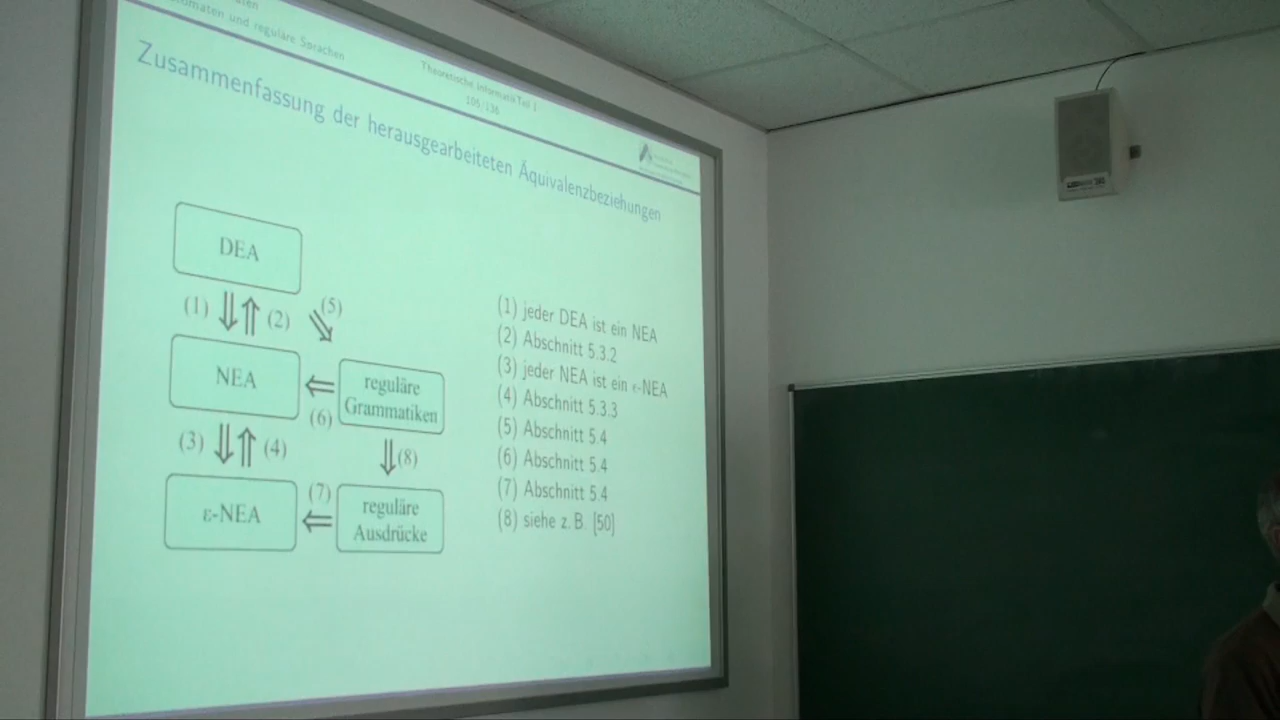 Automaten und reguläre Sprachen
Theoretische Informatik Teil I
105/136
Zusammenfassung der herausgearbeiteten Äquivalenzbeziehungen
DEA
(1)
(2)
(5)
NEA
reguläre
Grammatiken
(6)
(3)
(4)
(8)
(7)
ε-NEA
reguläre
Ausdrücke
(1) jeder DEA ist ein NEA
(2) Abschnitt 5.3.2
(3) jeder NEA ist ein ϵ-NEA
(4) Abschnitt 5.3.3
(5) Abschnitt 5.4
(6) Abschnitt 5.4
(7) Abschnitt 5.4
(8) siehe z. B. [50]